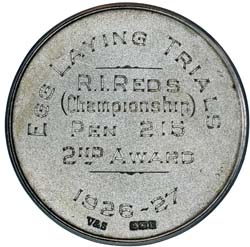 EGG LAYING TRIALS
R.I. REDS
(Championship)
PEN 215
2ND AWARD
1926-27
V&S